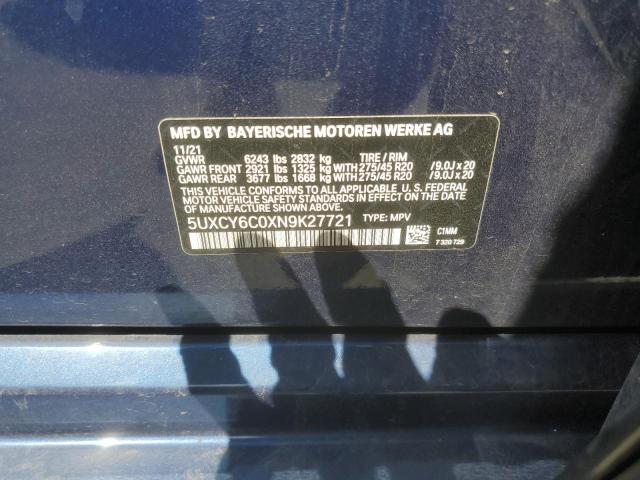 MFD BY BAYERISCHE MOTOREN WERKE AG
11/21
GVWR 6243 lbs 2832 kg TIRE / RIM
GAWR FRONT 2921 lbs 1325 kg WITH 275/45 R20 /9.0J x 20
GAWR REAR 3677 lbs 1668 kg WITH 275/45 R20 /9.0J x 20
THIS VEHICLE CONFORMS TO ALL APPLICABLE U.S. FEDERAL
MOTOR VEHICLE SAFETY STANDARDS IN EFFECT ON THE DATE
OF MANUFACTURE SHOWN ABOVE.
5UXCY6C0XN9K27721 TYPE: MPV
C1MM
7 320 729